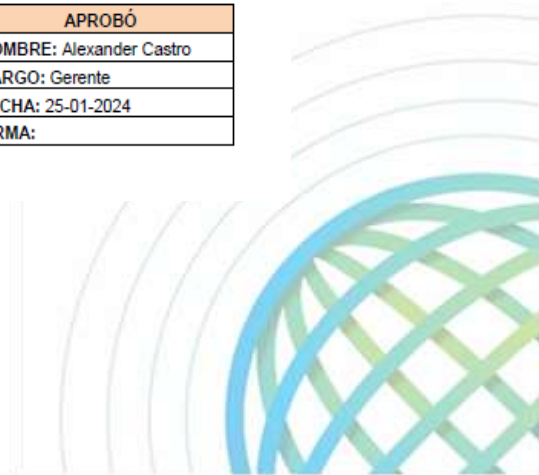 APROBÓ
OMBRE: Alexander Castro
ARGO: Gerente
CHA: 25-01-2024
RMA: